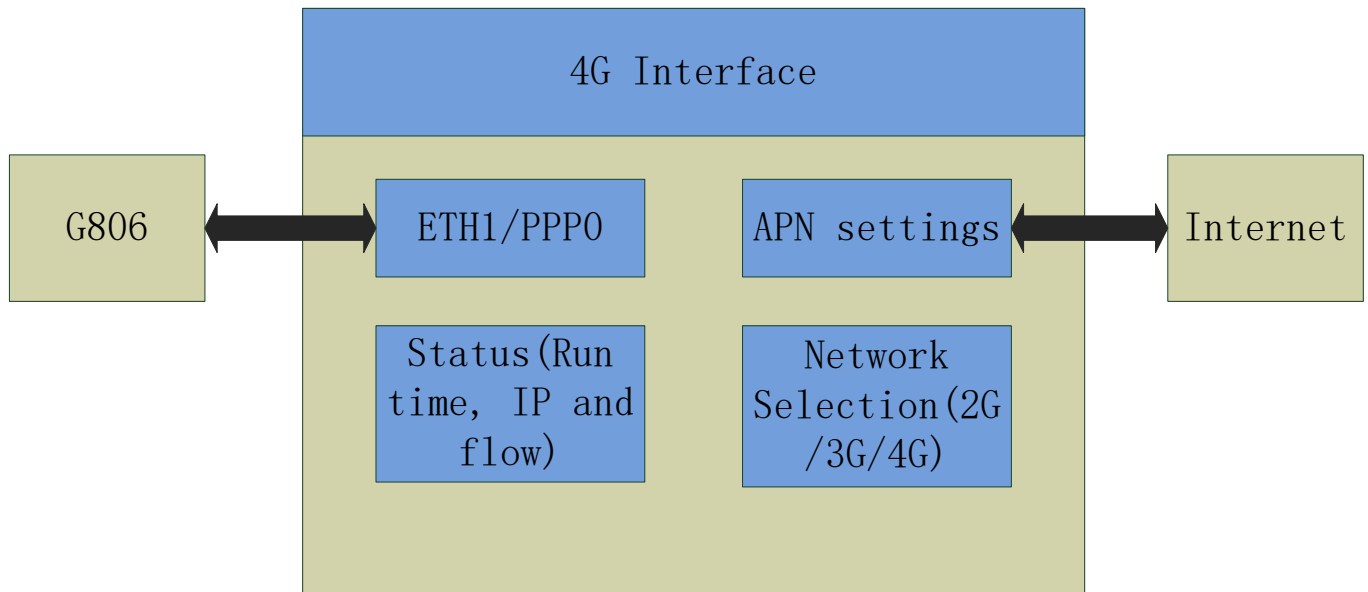 4G Interface
G806
ETH1/PPP0
APN settings
Internet
Status(Run
time, IP and
flow)
Network
Selection(2G
/3G/4G)